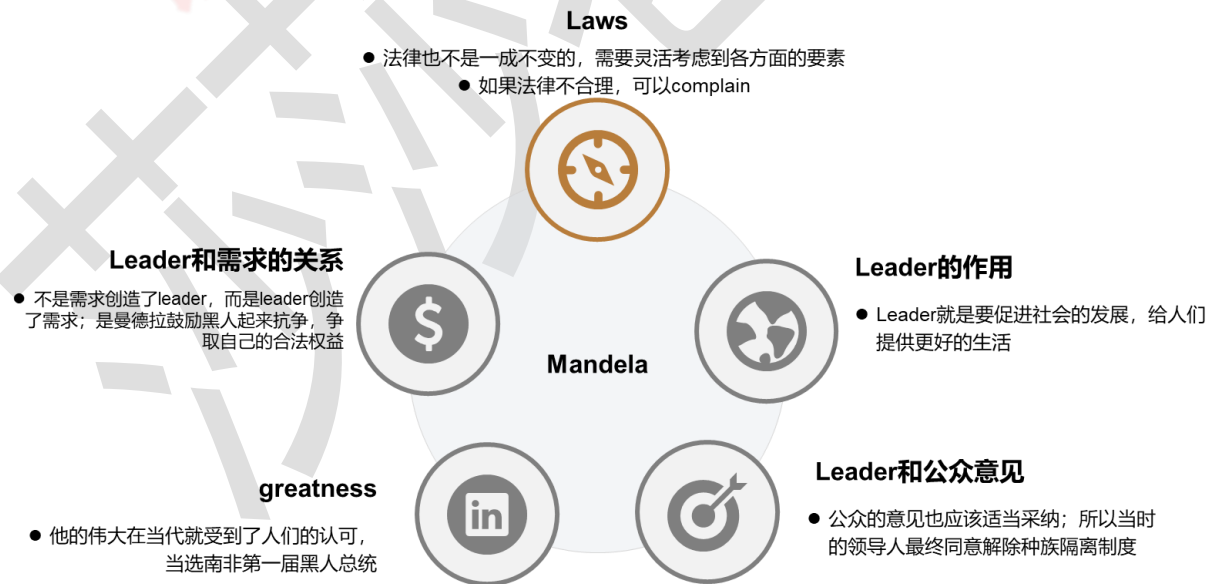 Laws
● 法律也不是一成不变的，需要灵活考虑到各方面的要素
● 如果法律不合理，可以complain
Leader和需求的关系
● 不是需求创造了leader，而是leader创造
了需求；是曼德拉鼓励黑人起来抗争，争
取自己的合法权益
Leader的作用
● Leader就是要促进社会的发展，给人们
提供更好的生活
Mandela
greatness
● 他的伟大在当代就受到了人们的认可，
当选南非第一届黑人总统
Leader和公众意见
● 公众的意见也应该适当采纳；所以当时
的领导人最终同意解除种族隔离制度
$
in